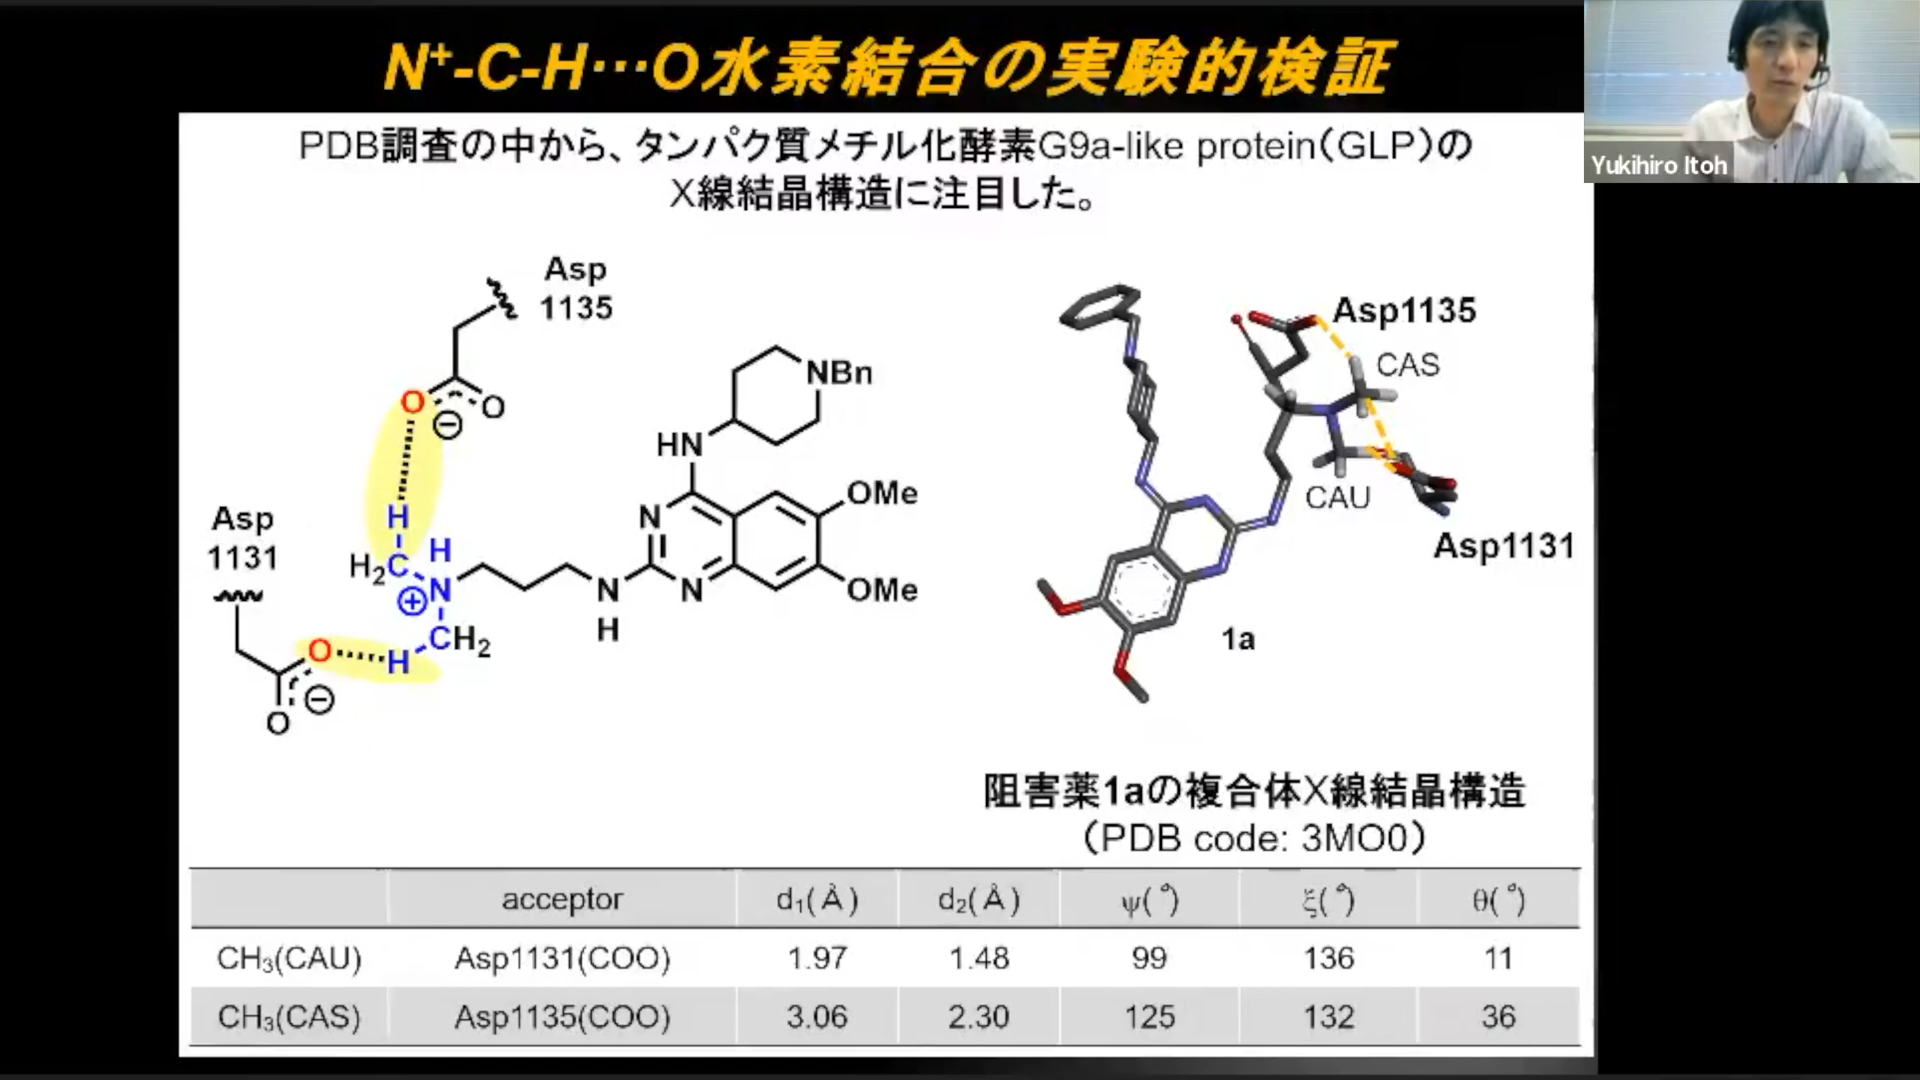 N⁺-C-H…O水素結合の実験的検証
Yukihiro Itoh
PDB調査の中から、タンパク質メチル化酵素G9a-like protein(GLP)の
X線結晶構造に注目した。
Asp
1135
O
O
⊖
NBn
HN
OMe
N
H
H₂C
H
⊕
N
N
H
N
OMe
Asp
1131
CH₂
O
H
⊖
O
Asp1135
CAS
CAU
Asp1131
1a
阻害薬1aの複合体X線結晶構造
(PDB code: 3MO0)
acceptor d₁(Å) d₂(Å) ψ(°) ξ(°) θ(°)
CH₃(CAU) Asp1131(COO) 1.97 1.48 99 136 11
CH₃(CAS) Asp1135(COO) 3.06 2.30 125 132 36